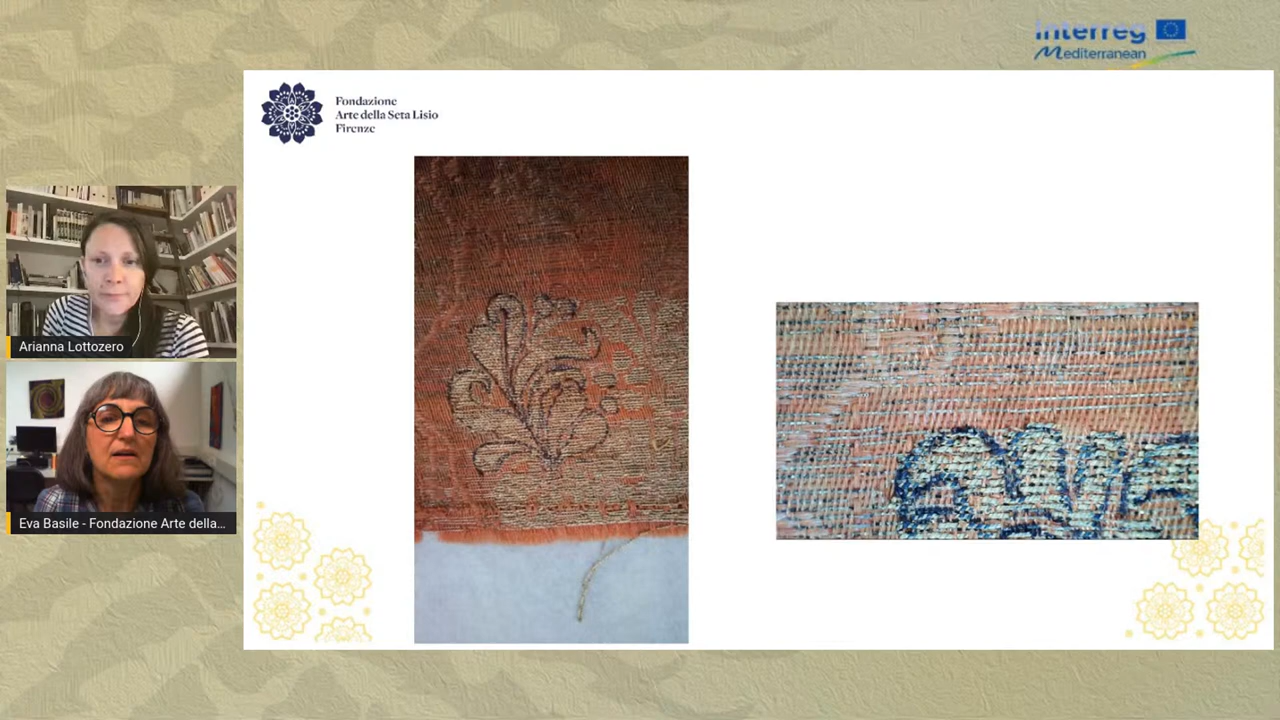 Interreg
Mediterranean
Fondazione
Arte della Seta Lisio
Firenze
Arianna Lottozero
Eva Basile - Fondazione Arte della...